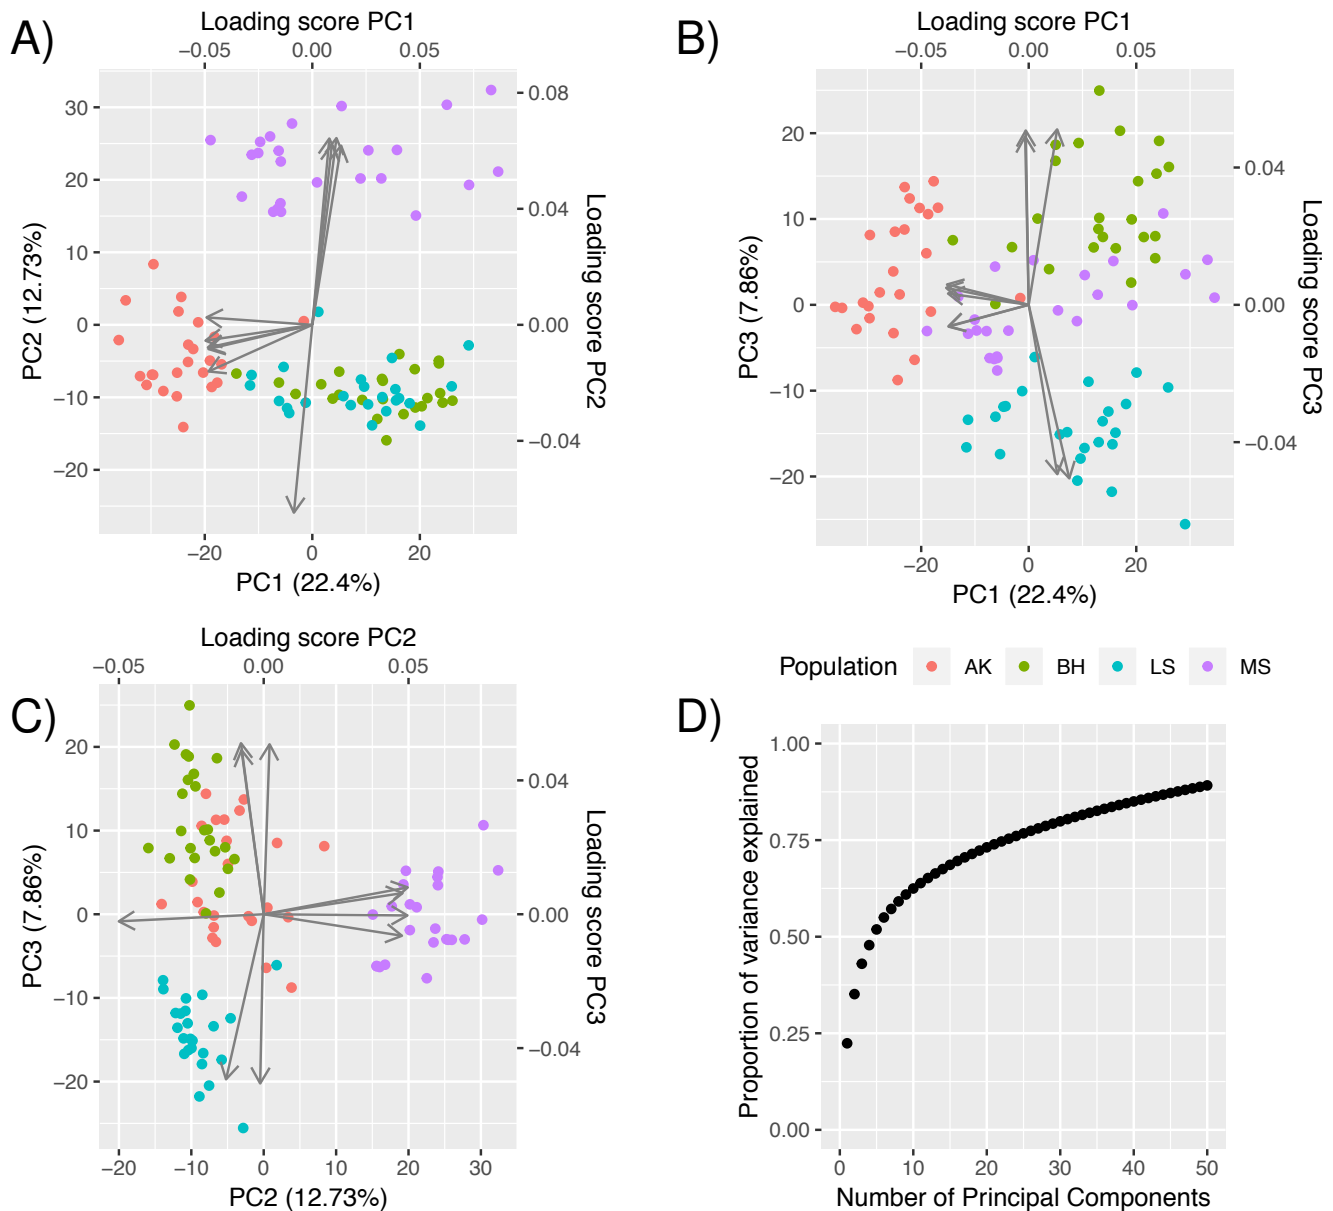 A)
Loading score PC1
−0.05 0.00 0.05
30
20
10
0
−10
−20
PC2 (12.73%)
0.08
0.04
0.00
−0.04
Loading score PC2
−20 0 20
PC1 (22.4%)
B)
Loading score PC1
−0.05 0.00 0.05
20
10
0
−10
−20
PC3 (7.86%)
0.04
0.00
−0.04
Loading score PC3
−20 0 20
PC1 (22.4%)
C)
Loading score PC2
−0.05 0.00 0.05
20
10
0
−10
−20
PC3 (7.86%)
0.04
0.00
−0.04
Loading score PC3
−20 −10 0 10 20 30
PC2 (12.73%)
Population AK BH LS MS
D)
1.00
0.75
0.50
0.25
0.00
Proportion of variance explained
0 10 20 30 40 50
Number of Principal Components